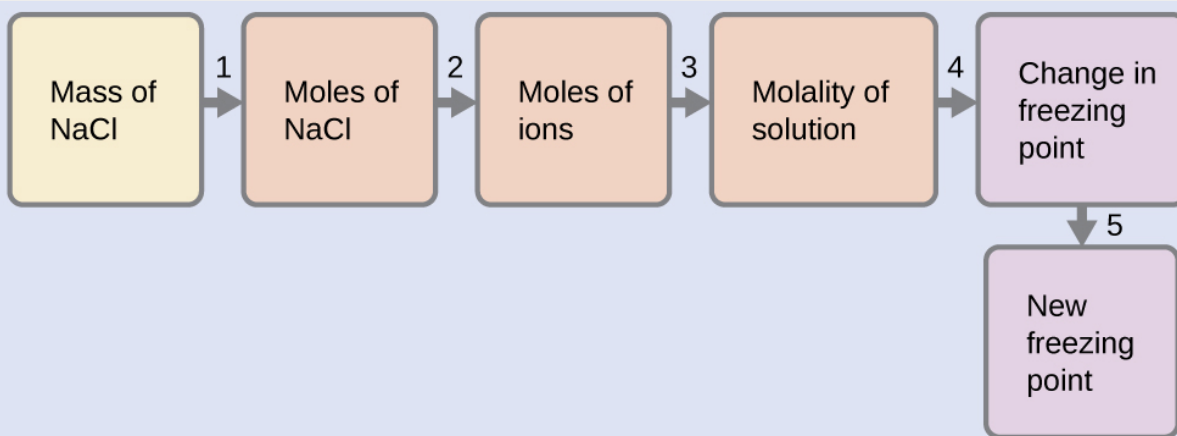 Mass of
NaCl
1
Moles of
NaCl
2
Moles of
ions
3
Molality of
solution
4
Change in
freezing
point
5
New
freezing
point